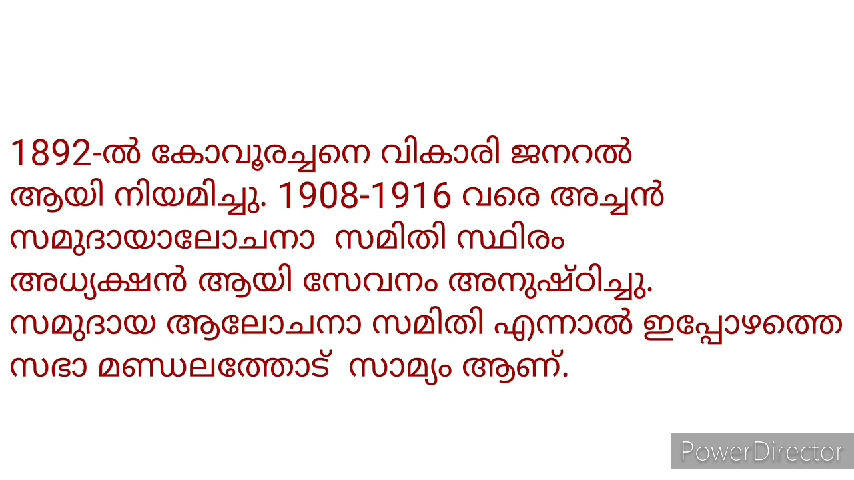 1892-ൽ കോവൂരച്ചനെ വികാരി ജനറൽ
ആയി നിയമിച്ചു. 1908-1916 വരെ അച്ചൻ
സമുദായാലോചനാ സമിതി സ്ഥിരം
അധ്യക്ഷൻ ആയി സേവനം അനുഷ്ഠിച്ചു.
സമുദായ ആലോചനാ സമിതി എന്നാൽ ഇപ്പോഴത്തെ
സഭാ മണ്ഡലത്തോട് സാമ്യം ആണ്.
PowerDirector